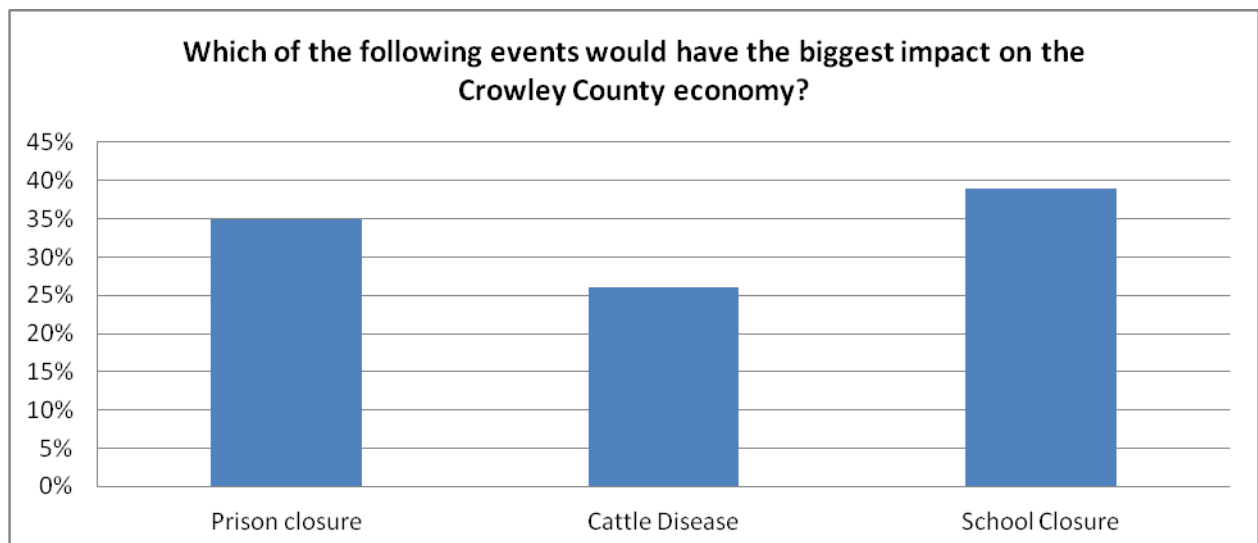 Which of the following events would have the biggest impact on the
Crowley County economy?
45%
40%
35%
30%
25%
20%
15%
10%
5%
0%
Prison closure
Cattle Disease
School Closure